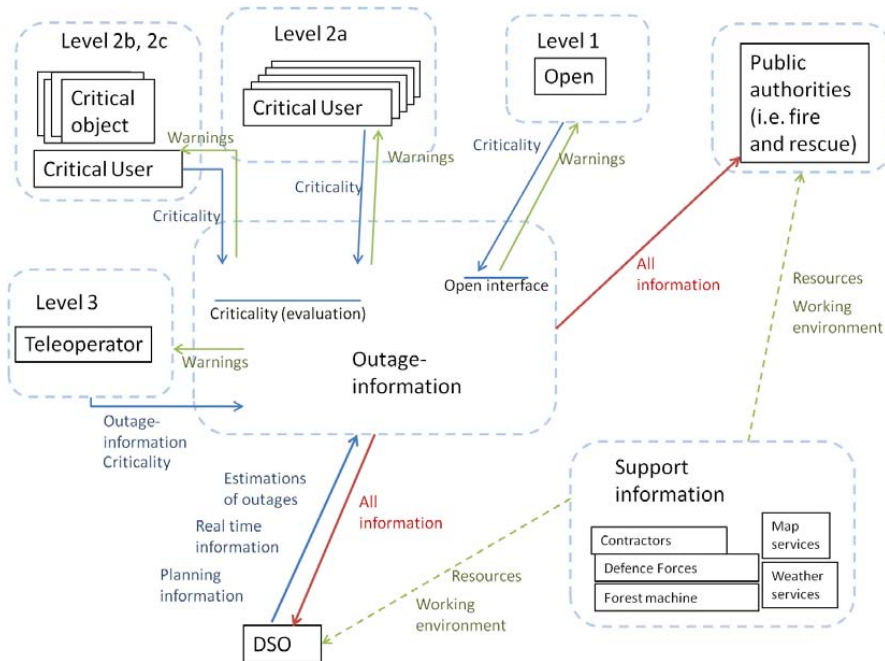 Level 2b, 2c
Critical
object
Critical User
Warnings
Criticality
Level 2a
Critical User
Warnings
Criticality
Level 1
Open
Criticality
Warnings
Public
authorities
(i.e. fire
and rescue)
All
information
Resources
Working
environment
Open interface
Criticality (evaluation)
Outage-
information
Level 3
Teleoperator
Warnings
Outage-
information
Criticality
Estimations
of outages
Real time
information
Planning
information
All
information
DSO
Resources
Working
environment
Support
information
Contractors
Defence Forces
Forest machine
Map
services
Weather
services